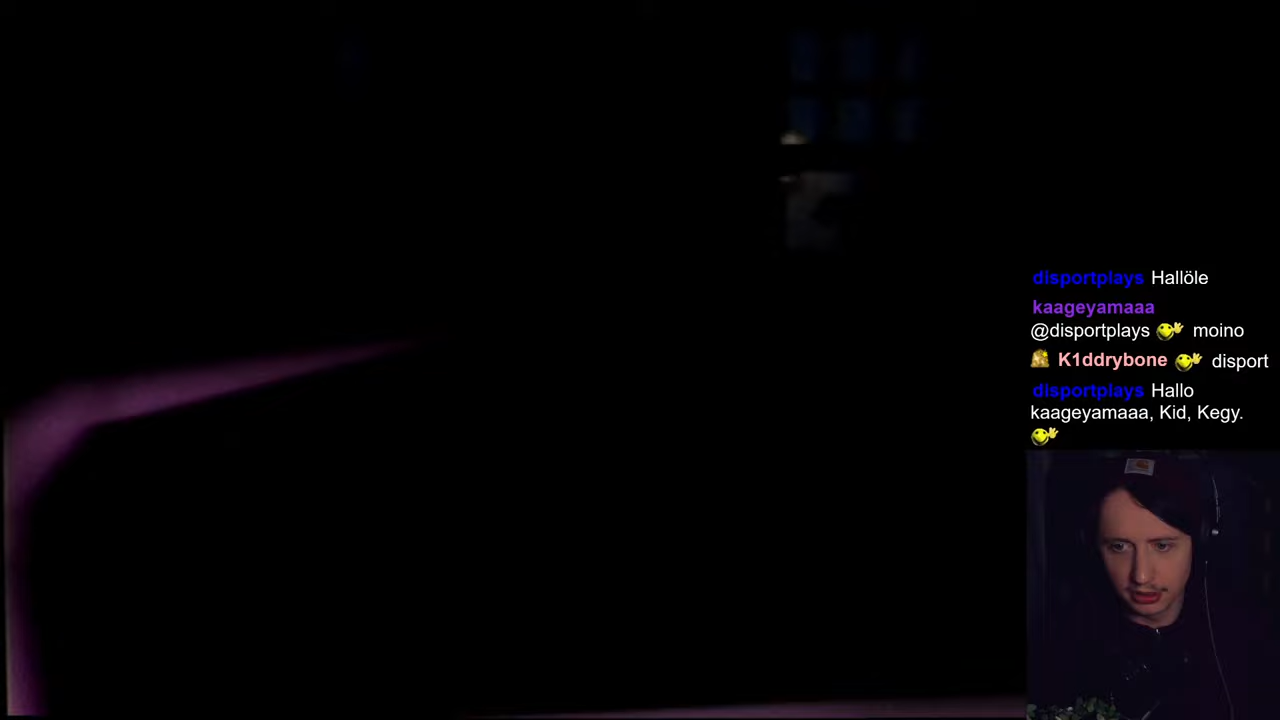 disportplays Hallöle
kaageyamaaa
@disportplays moino
K1ddrybone disport
disportplays Hallo
kaageyamaaa, Kid, Kegy.